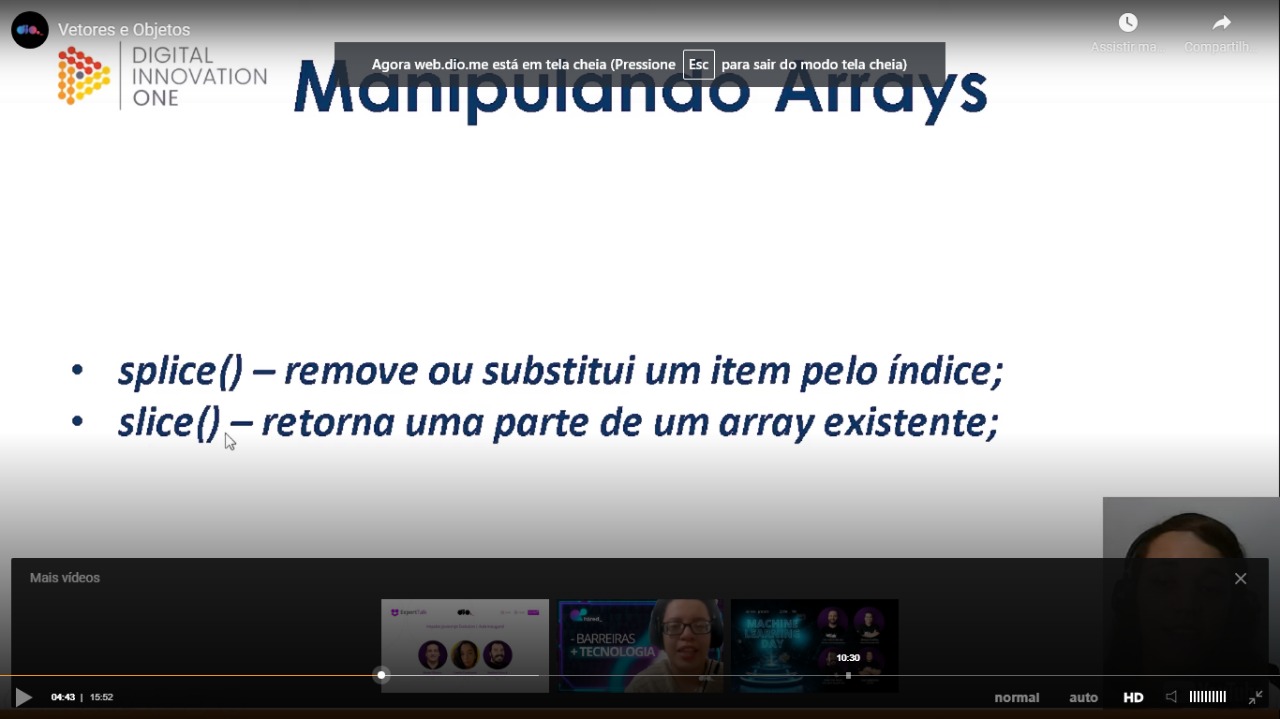 Vetores e Objetos
Assistir ma...
Compartilh
DIGITAL
INNOVATION
ONE
Agora web.dio.me está em tela cheia (Pressione Esc para sair do modo tela cheia)
Manipulando Arrays
• splice() – remove ou substitui um item pelo índice;
• slice() – retorna uma parte de um array existente;
Mais vídeos
- BARREIRAS
+ TECNOLOGIA
MACHINE
LEARNING
DAY
10:30
04:43 | 15:52
normal
auto
HD